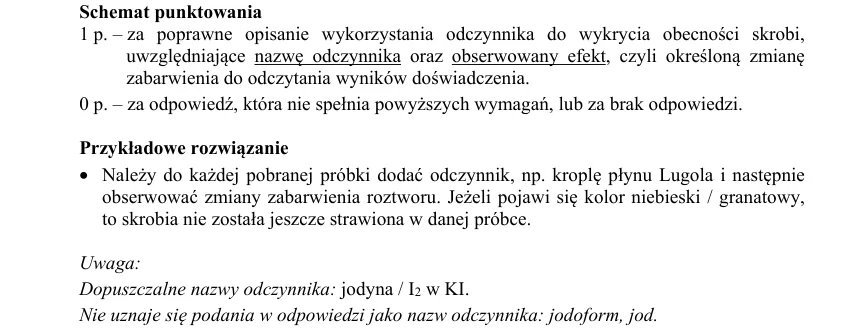 Schemat punktowania
1 p. – za poprawne opisanie wykorzystania odczynnika do wykrycia obecności skrobi,
uwzględniające nazwę odczynnika oraz obserwowany efekt, czyli określoną zmianę
zabarwienia do odczytania wyników doświadczenia.
0 p. – za odpowiedź, która nie spełnia powyższych wymagań, lub za brak odpowiedzi.
Przykładowe rozwiązanie
• Należy do każdej pobranej próbki dodać odczynnik, np. kroplę płynu Lugola i następnie
obserwować zmiany zabarwienia roztworu. Jeżeli pojawi się kolor niebieski / granatowy,
to skrobia nie została jeszcze strawiona w danej próbce.
Uwaga:
Dopuszczalne nazwy odczynnika: jodyna / I2 w KI.
Nie uznaje się podania w odpowiedzi jako nazw odczynnika: jodoform, jod.